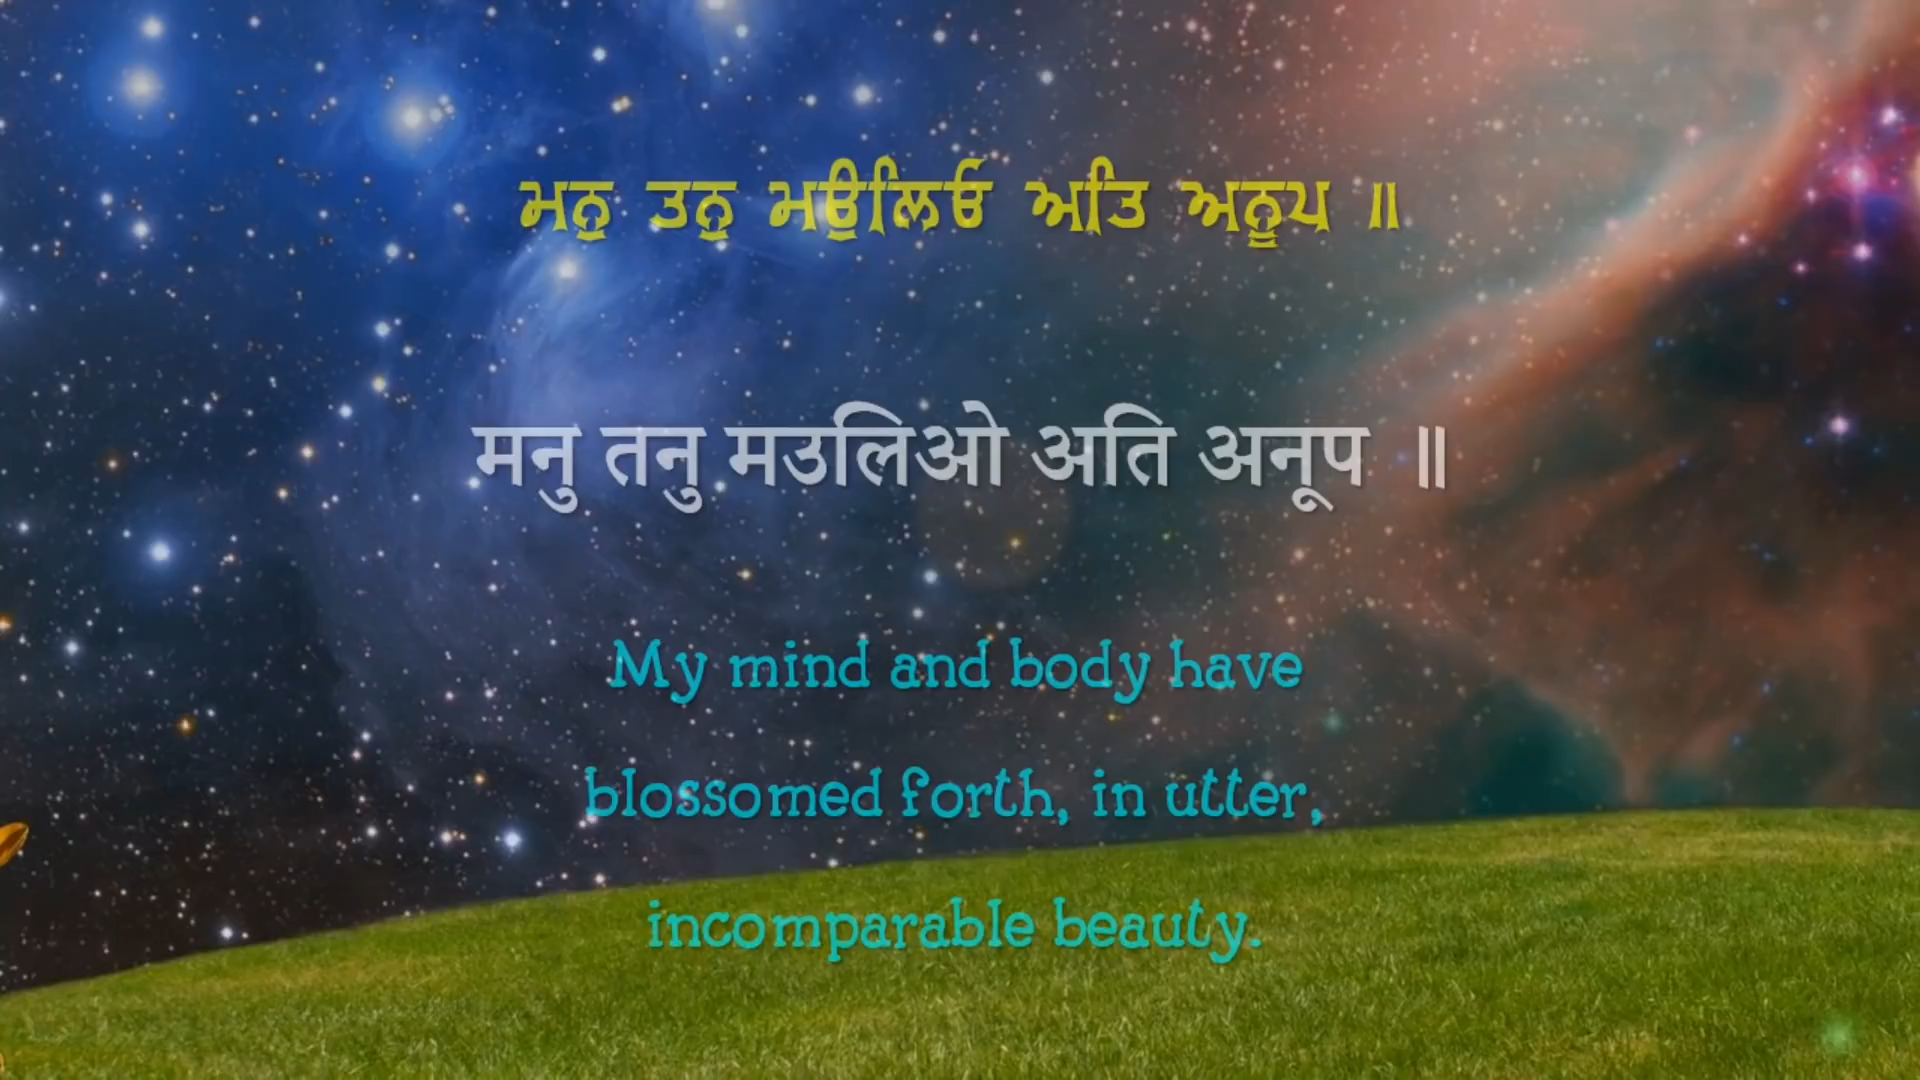 ਮਨੁ ਤਨੁ ਮਉਲਿਓ ਅਤਿ ਅਨੂਪ ॥
मनु तनु मउलिओ अति अनूप ॥
My mind and body have
blossomed forth, in utter,
incomparable beauty.